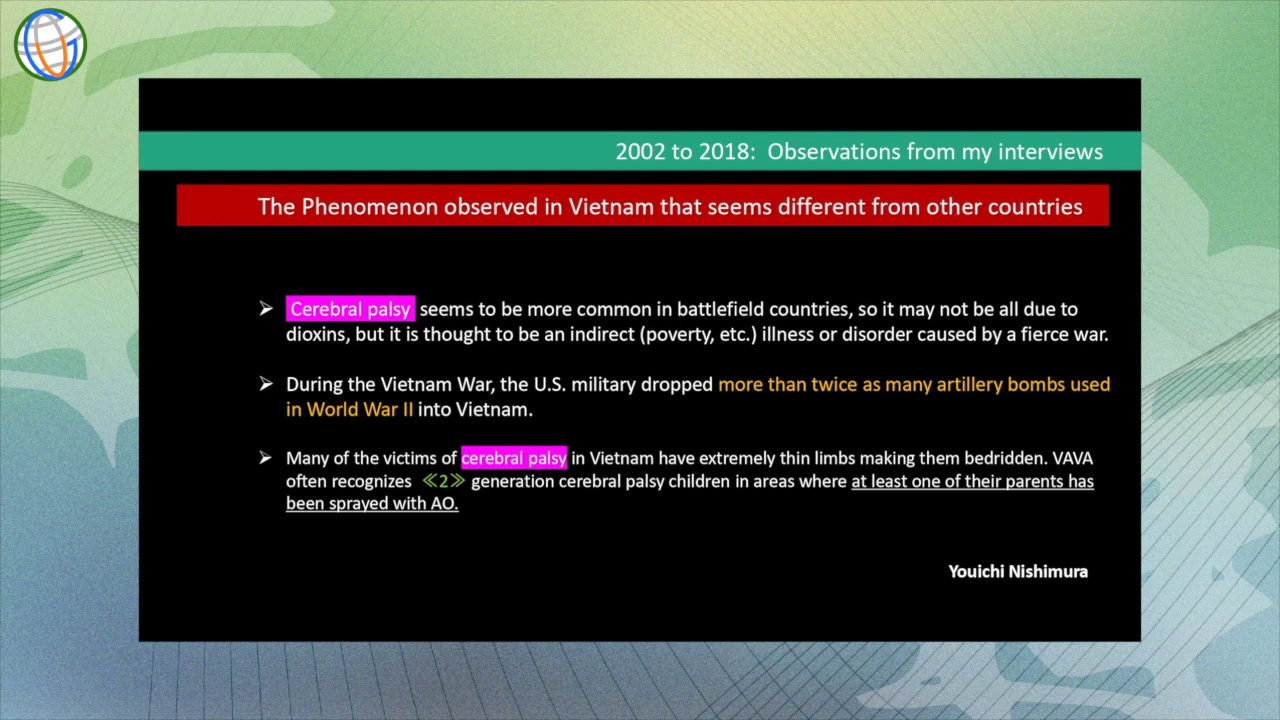 2002 to 2018: Observations from my interviews
The Phenomenon observed in Vietnam that seems different from other countries
➢ Cerebral palsy seems to be more common in battlefield countries, so it may not be all due to
dioxins, but it is thought to be an indirect (poverty, etc.) illness or disorder caused by a fierce war.
➢ During the Vietnam War, the U.S. military dropped more than twice as many artillery bombs used
in World War II into Vietnam.
➢ Many of the victims of cerebral palsy in Vietnam have extremely thin limbs making them bedridden. VAVA
often recognizes ≪2≫ generation cerebral palsy children in areas where at least one of their parents has
been sprayed with AO.
Youichi Nishimura